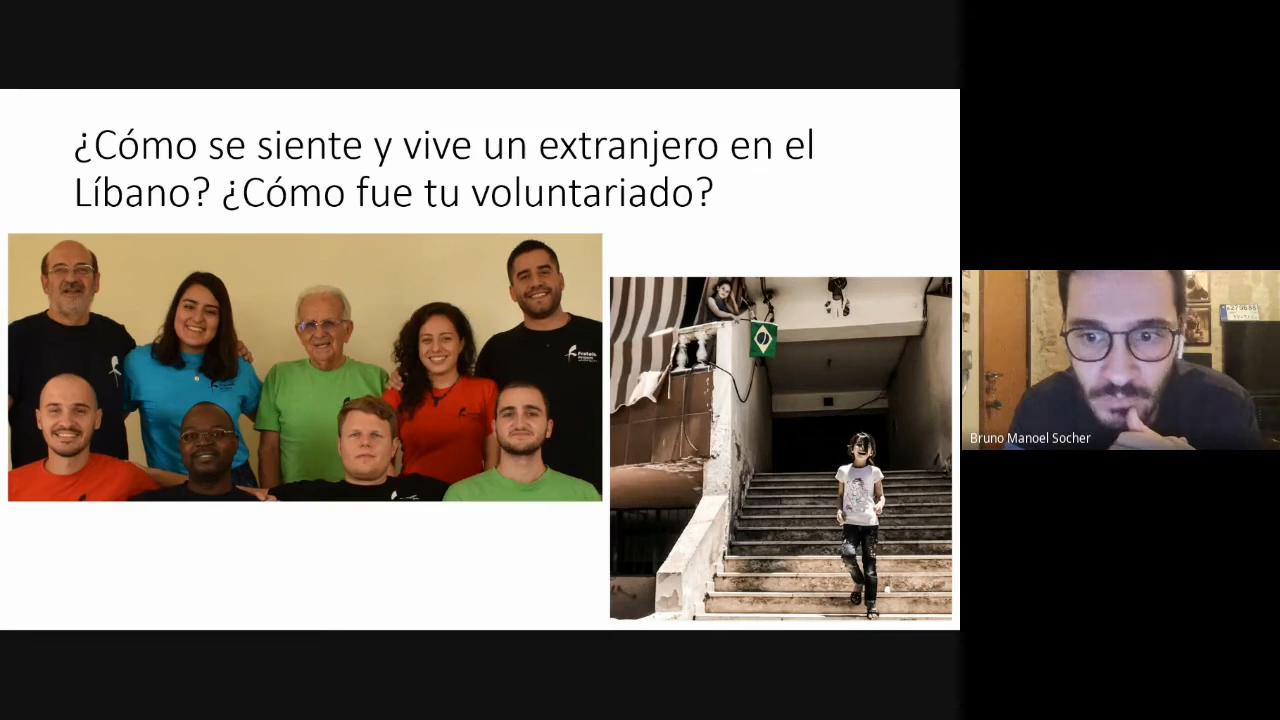 ¿Cómo se siente y vive un extranjero en el
Líbano? ¿Cómo fue tu voluntariado?
Bruno Manoel Socher